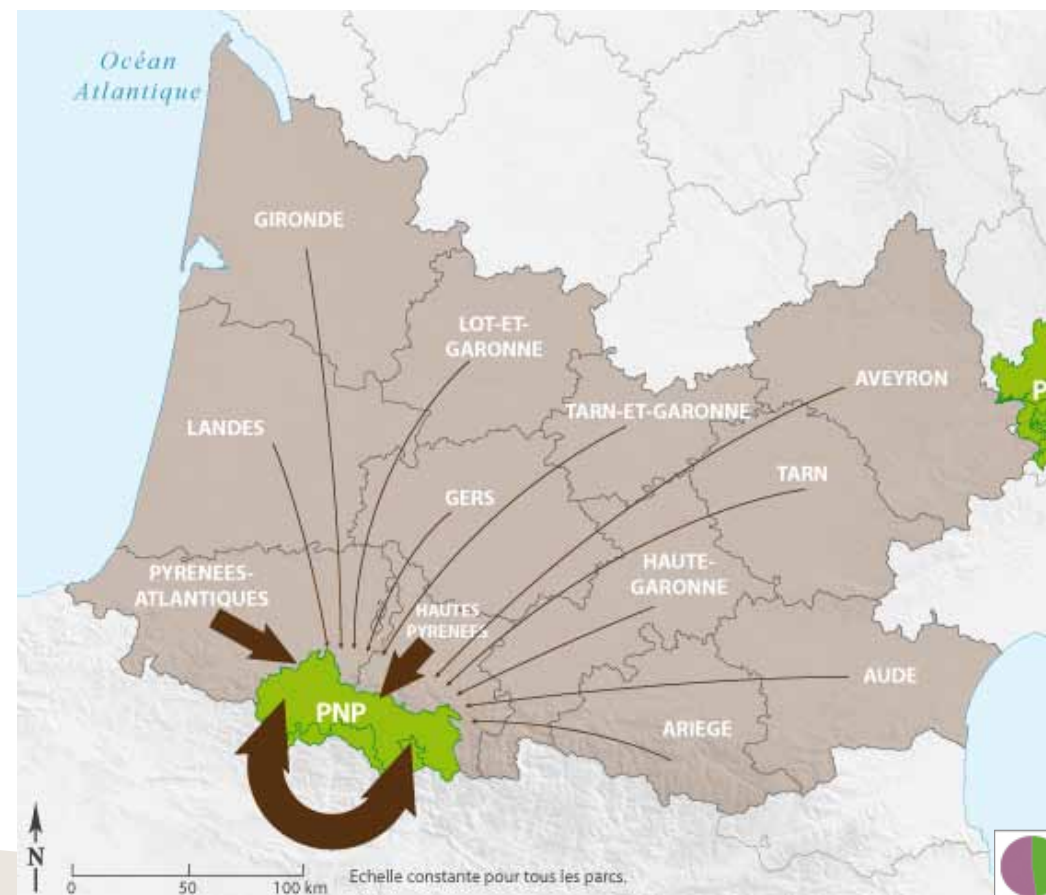 Océan
Atlantique
GIRONDE
LOT-ET-
GARONNE
AVEYRON
TARN-ET-GARONNE
LANDES
TARN
GERS
HAUTE-
GARONNE
PYRENEES-
ATLANTIQUES
HAUTES
PYRENEES
AUDE
PNP
ARIEGE
P
N
0 50 100 km
Echelle constante pour tous les parcs.